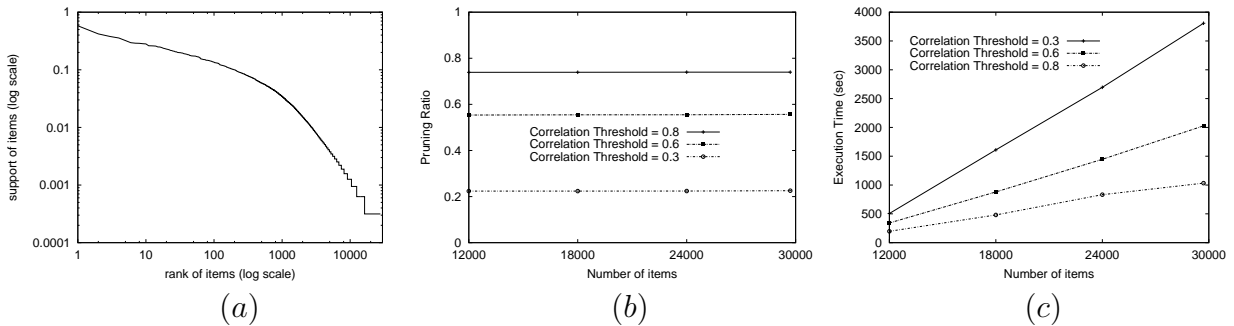 1
0.1
0.01
0.001
0.0001
support of items (log scale)
1 10 100 1000 10000
rank of items (log scale)
(a)
1
0.8
0.6
0.4
0.2
0
Pruning Ratio
Correlation Threshold = 0.8
Correlation Threshold = 0.6
Correlation Threshold = 0.3
12000 18000 24000 30000
Number of items
(b)
4000
3500
3000
2500
2000
1500
1000
500
0
Execution Time (sec)
Correlation Threshold = 0.3
Correlation Threshold = 0.6
Correlation Threshold = 0.8
12000 18000 24000 30000
Number of items
(c)